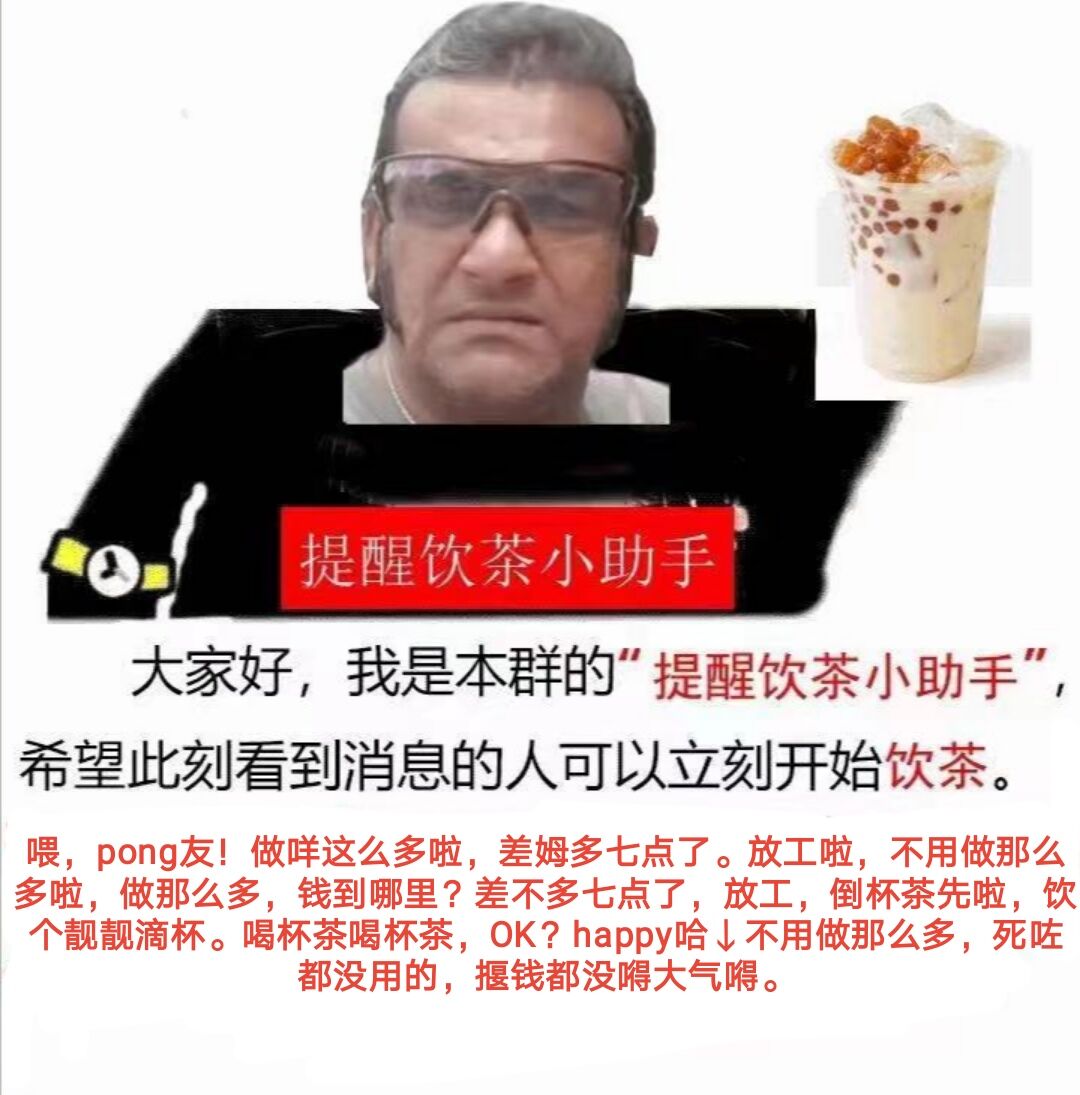 提醒饮茶小助手
大家好，我是本群的“提醒饮茶小助手”，
希望此刻看到消息的人可以立刻开始饮茶。
喂，pong友！做咩这么多啦，差姆多七点了。放工啦，不用做那么
多啦，做那么多，钱到哪里？差不多七点了，放工，倒杯茶先啦，饮
个靓靓滴杯。喝杯茶喝杯茶，OK？happy哈↓不用做那么多，死咗
都没用的，揠钱都没嘚大气嘚。